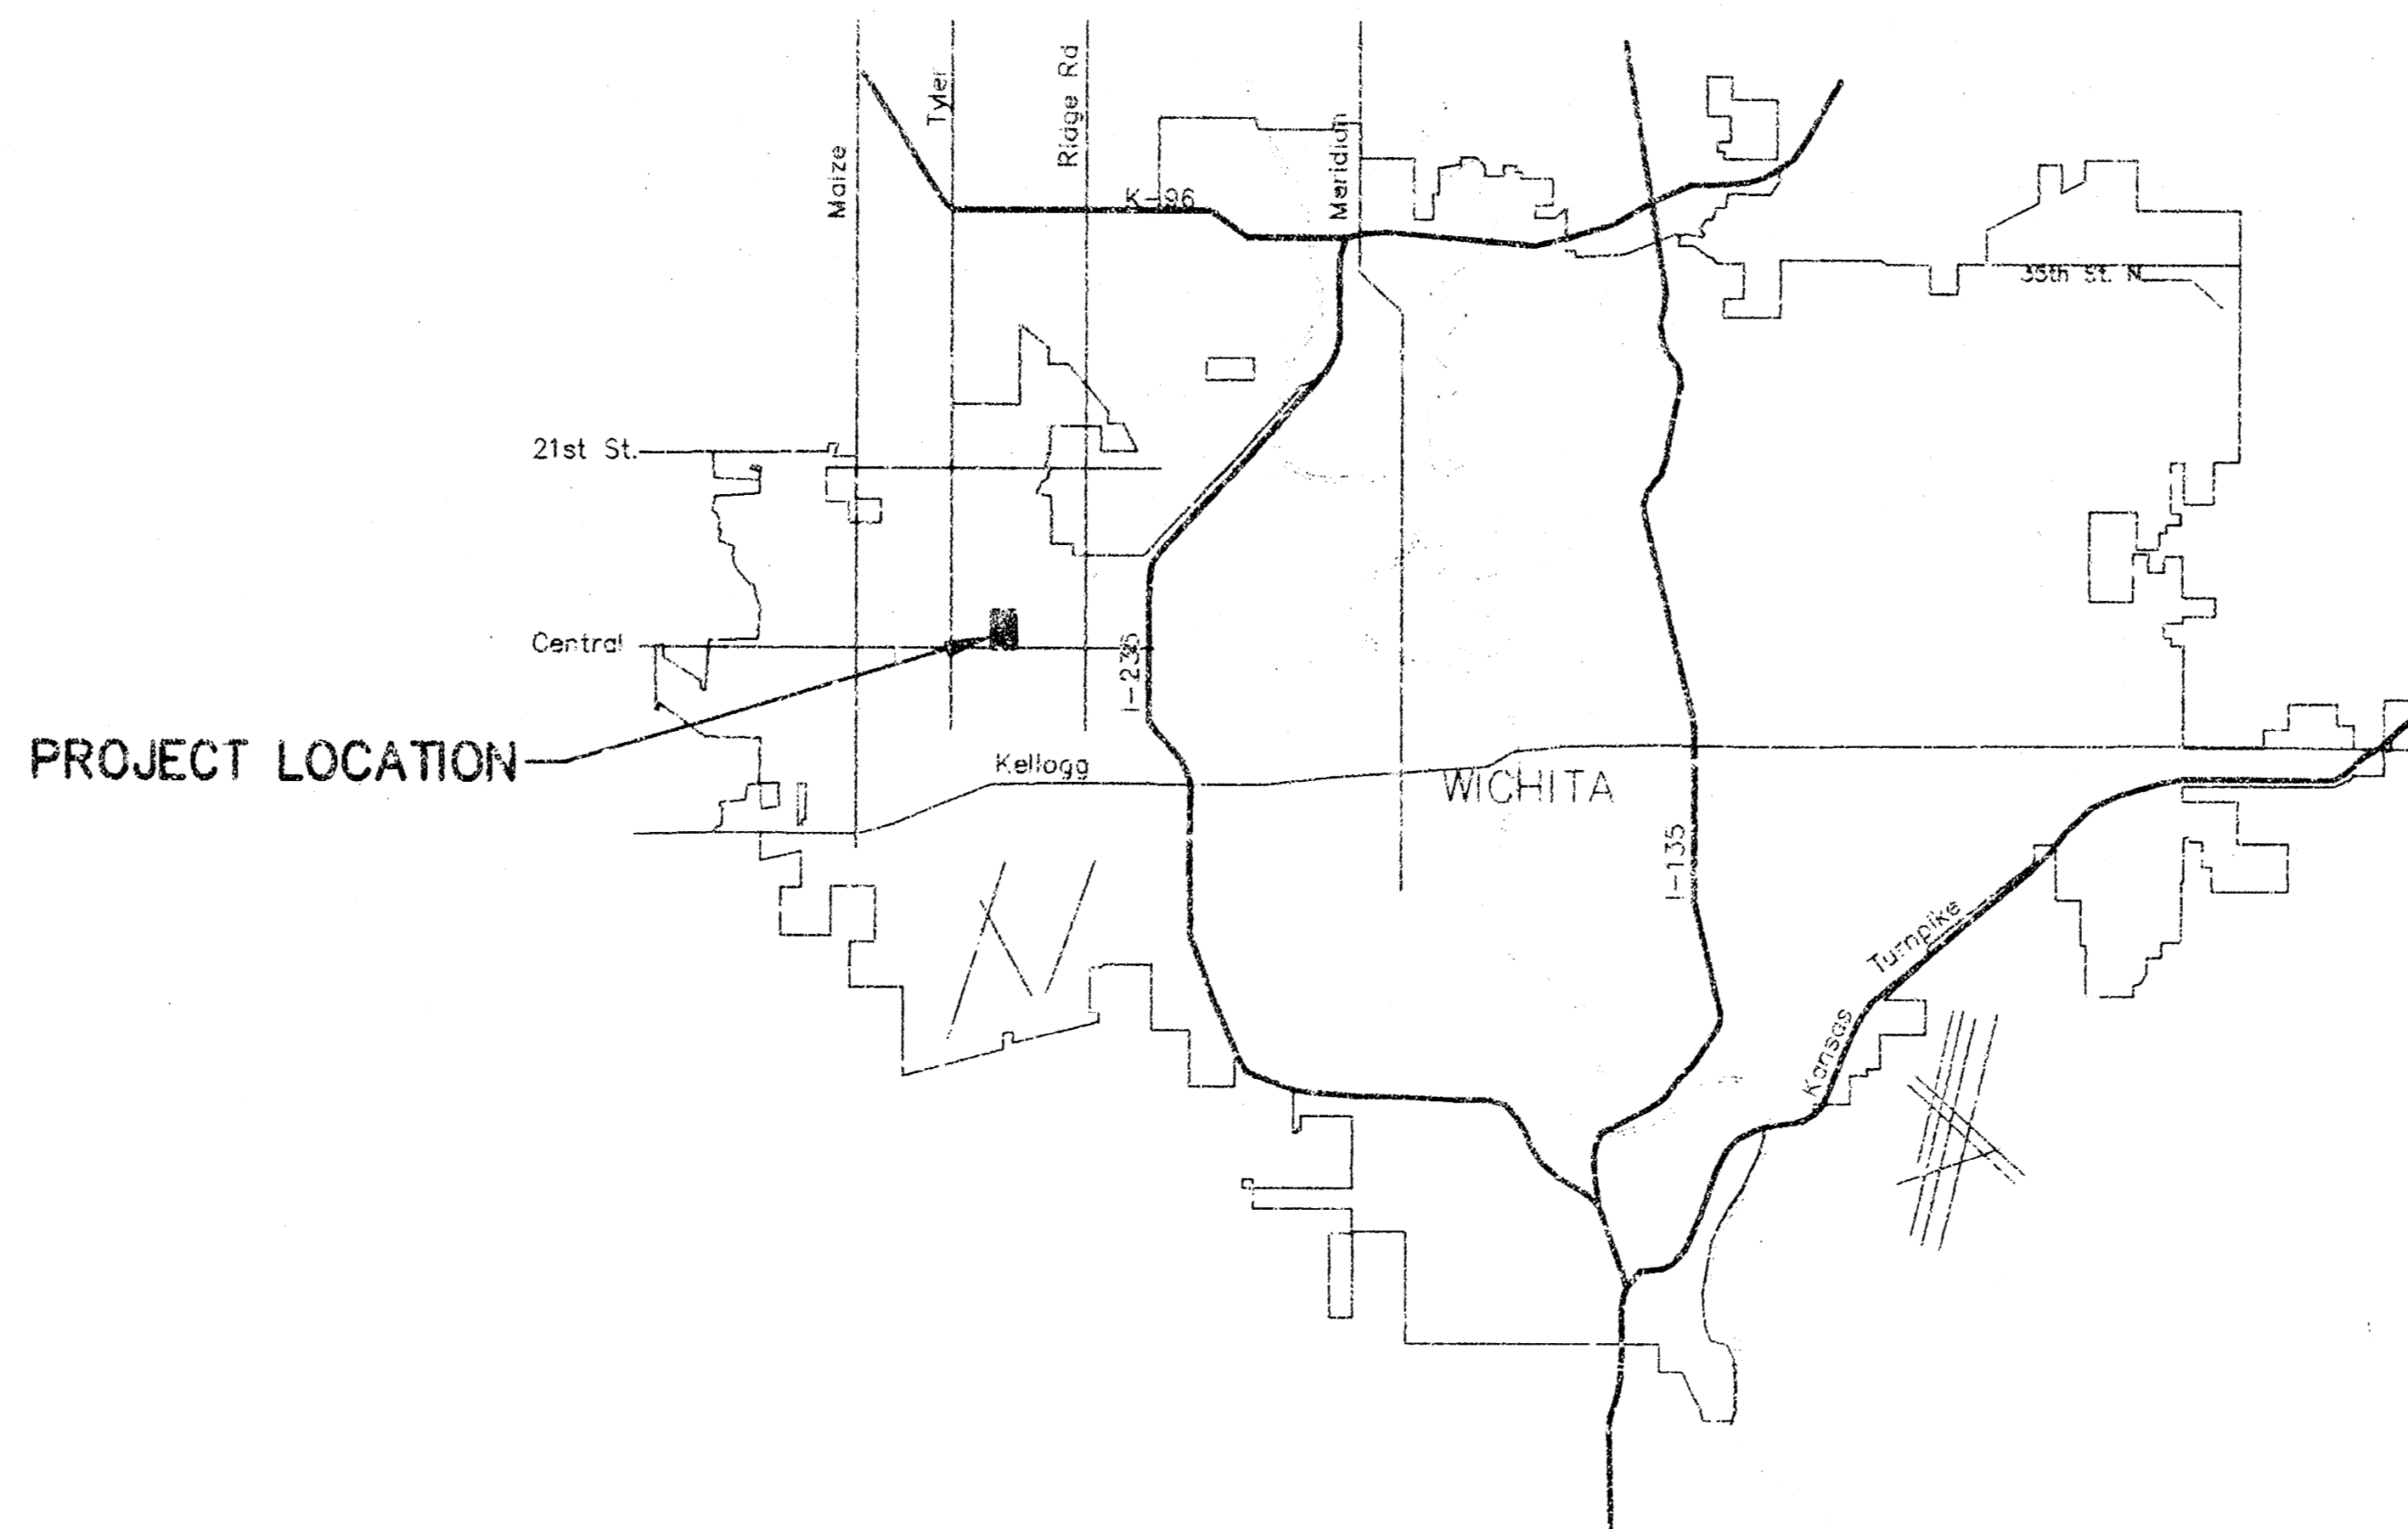 Maize
Tyler
Ridge Rd
Meridian
K-96
35th St. N.
21st St.
Central
I-235
PROJECT LOCATION
Kellogg
WICHITA
I-135
Kansas Turnpike